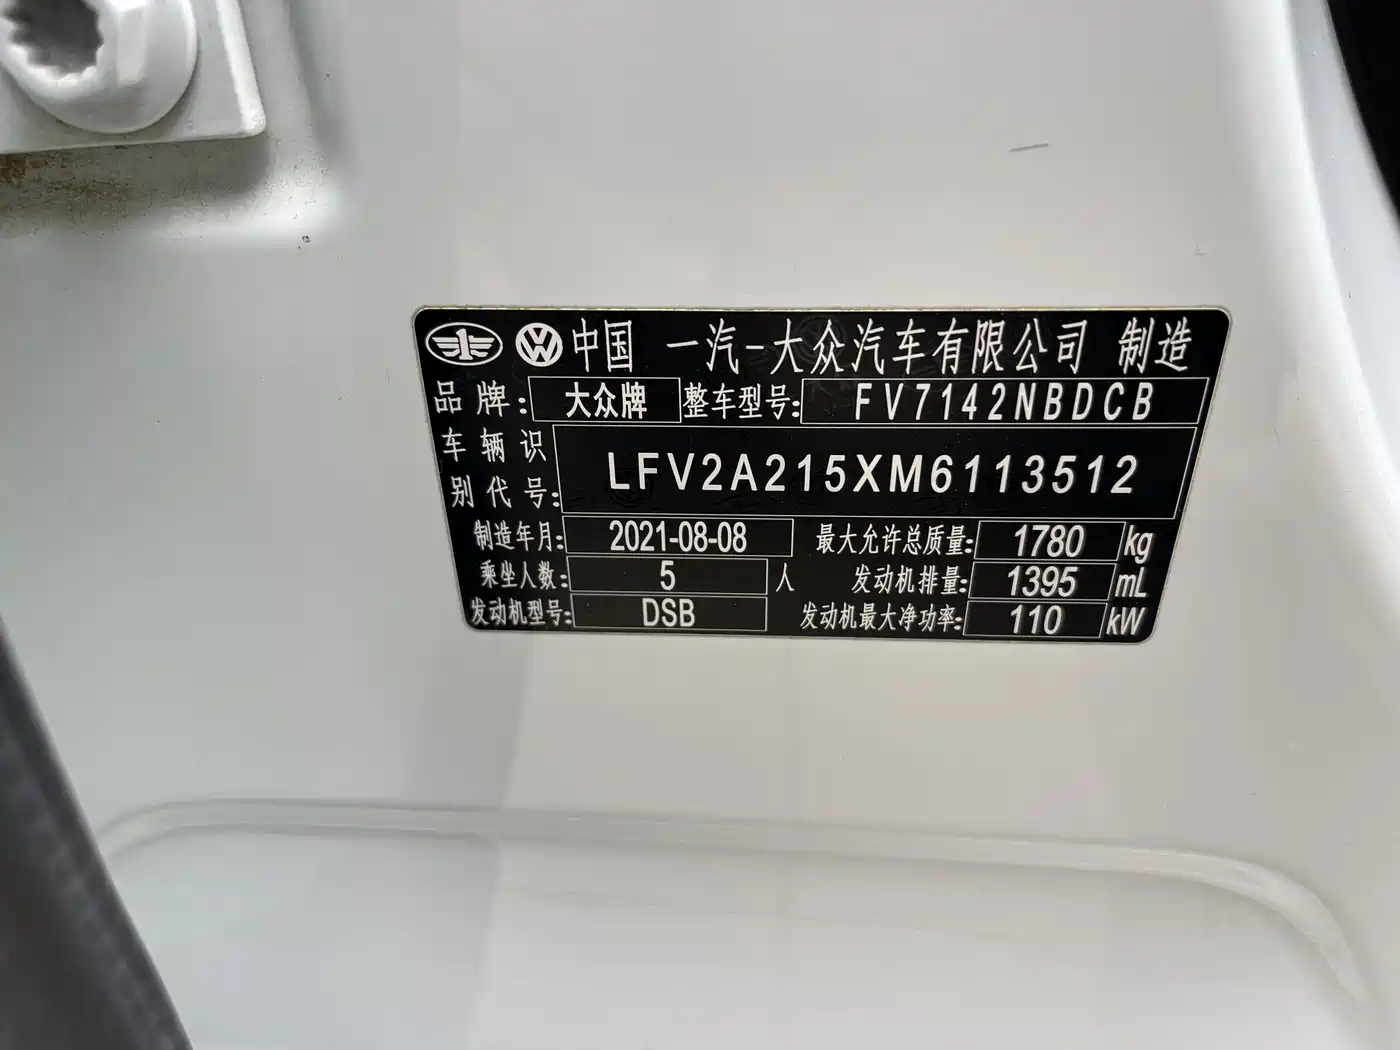 中国 一汽-大众汽车有限公司 制造
品牌: 大众牌 整车型号: FV7142NBDCB
车辆识
别代号: LFV2A215XM6113512
制造年月: 2021-08-08 最大允许总质量: 1780 kg
乘坐人数: 5 人 发动机排量: 1395 mL
发动机型号: DSB 发动机最大净功率: 110 kW